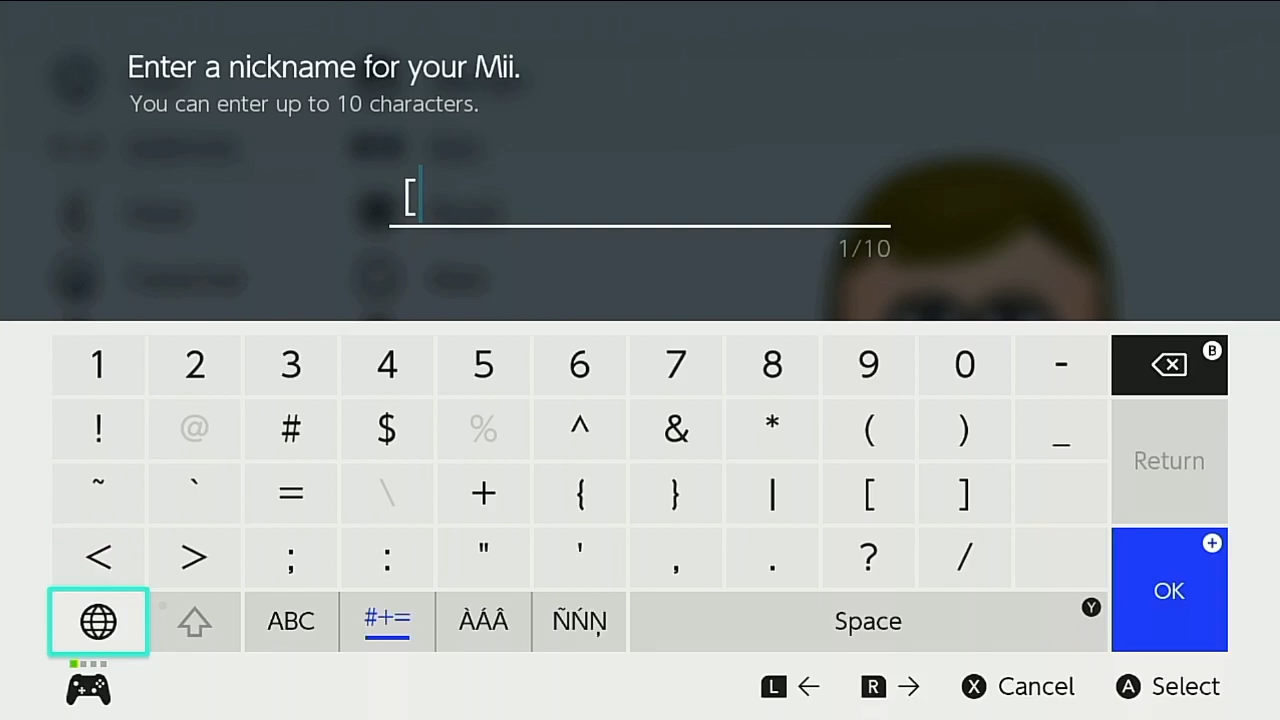 Enter a nickname for your Mii.
You can enter up to 10 characters.
[
1/10
1 2 3 4 5 6 7 8 9 0 - B
! @ # $ % ^ & * ( ) _
~ ` = \ + { } | [ ] Return
< > ; : " ' , . ? / +
OK
ABC #+= ÀÁÂ ÑŃŅ Space Y
L ← R → X Cancel A Select